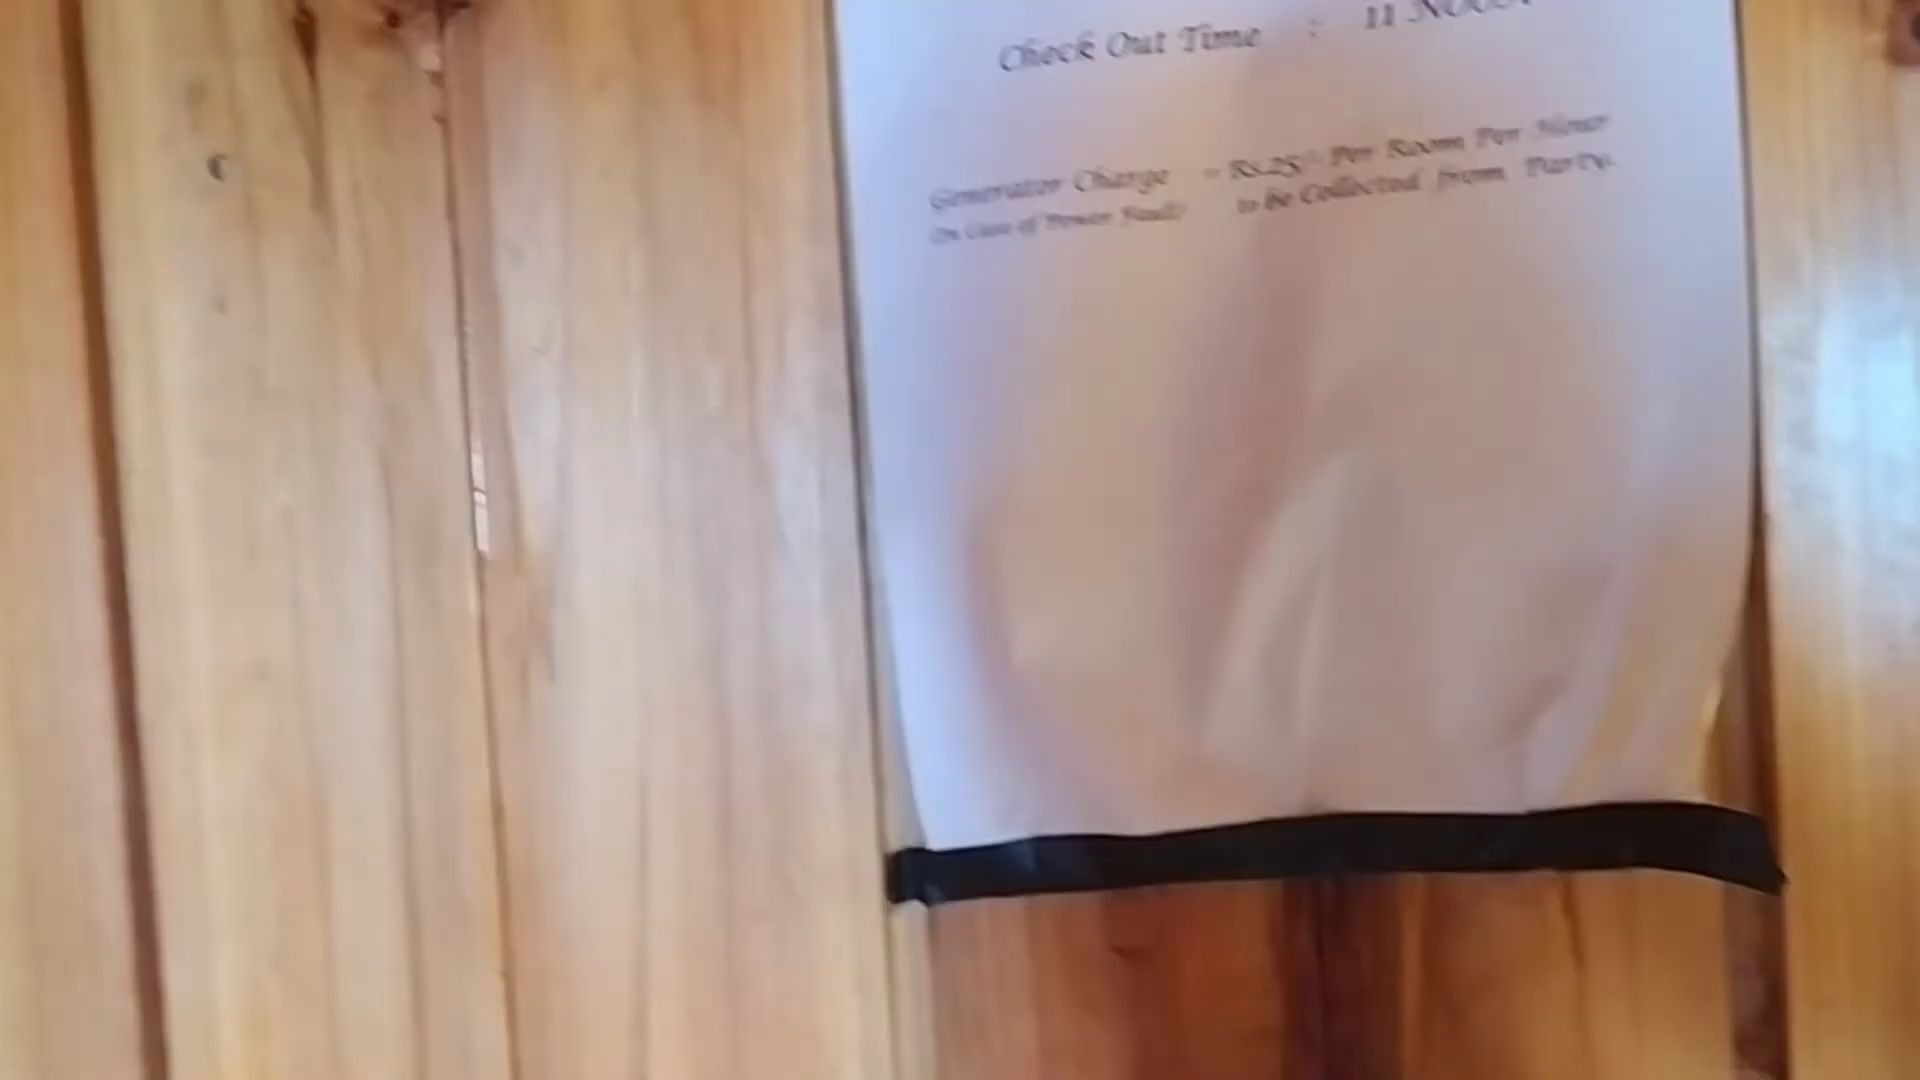 Check Out Time : 11 Noon
Generator Charge - Rs.25/- Per Room Per Hour
In Case of Power Fault to be Collected from Party.